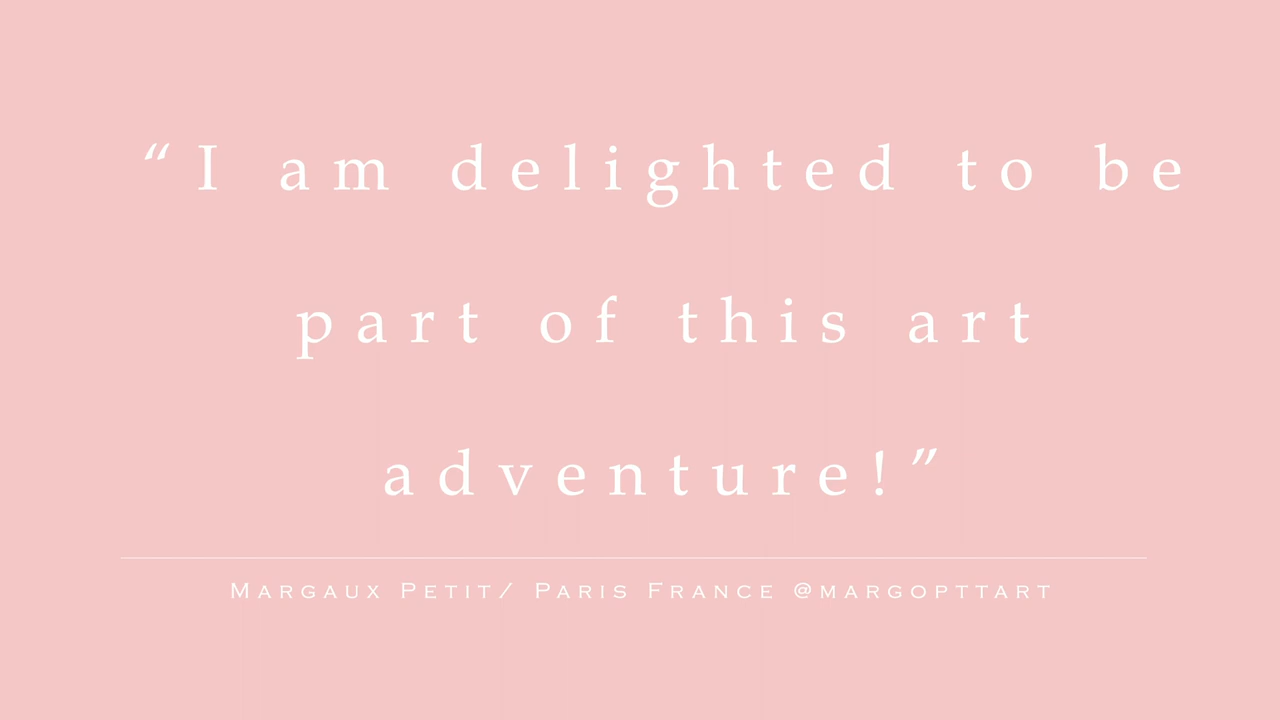 “I am delighted to be
part of this art
adventure!”
Margaux Petit/ Paris France @margopttart